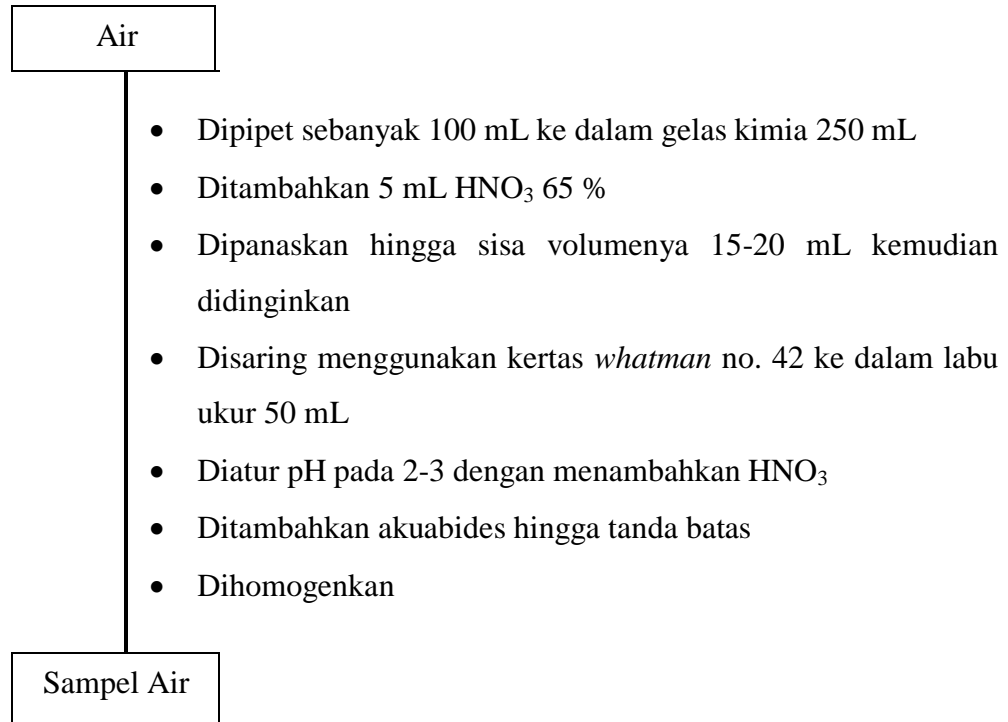 Air
• Dipipet sebanyak 100 mL ke dalam gelas kimia 250 mL
• Ditambahkan 5 mL HNO₃ 65 %
• Dipanaskan hingga sisa volumenya 15-20 mL kemudian
didinginkan
• Disaring menggunakan kertas whatman no. 42 ke dalam labu
ukur 50 mL
• Diatur pH pada 2-3 dengan menambahkan HNO₃
• Ditambahkan akuabides hingga tanda batas
• Dihomogenkan
Sampel Air